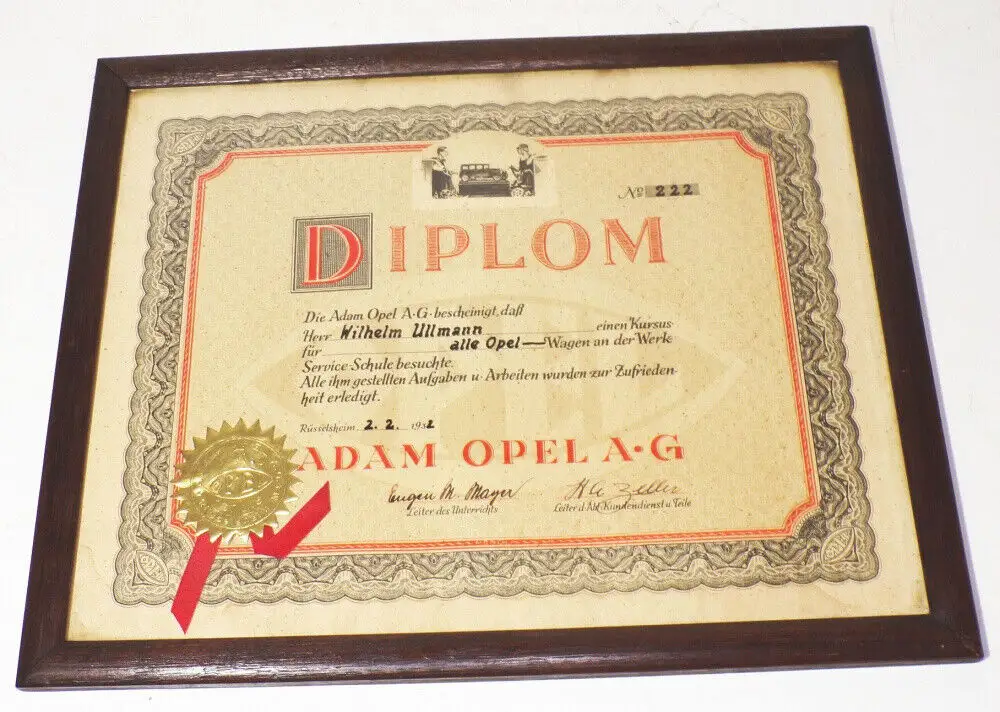 No 222
DIPLOM
Die Adam Opel A·G· bescheinigt, daß
Herr Wilhelm Ullmann einen Kursus
für alle Opel—Wagen an der Werk
Service-Schule besuchte.
Alle ihm gestellten Aufgaben u· Arbeiten wurden zur Zufrieden-
heit erledigt.
Rüsselsheim 2. 2. 1932
ADAM OPEL A·G
Eugen M. Mayer
Leiter des Unterrichts
Leiter d. Abt. Kundendienst u. Teile